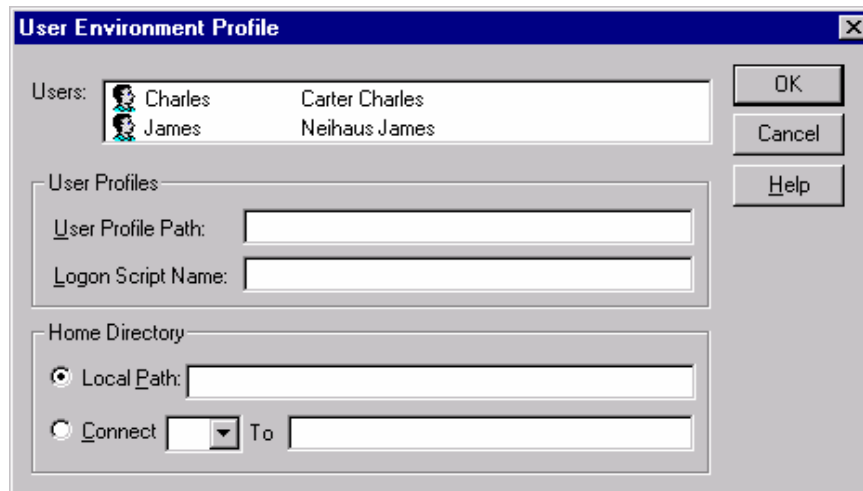 User Environment Profile
Users: Charles Carter Charles
James Neihaus James
OK
Cancel
Help
User Profiles
User Profile Path:
Logon Script Name:
Home Directory
Local Path:
Connect To